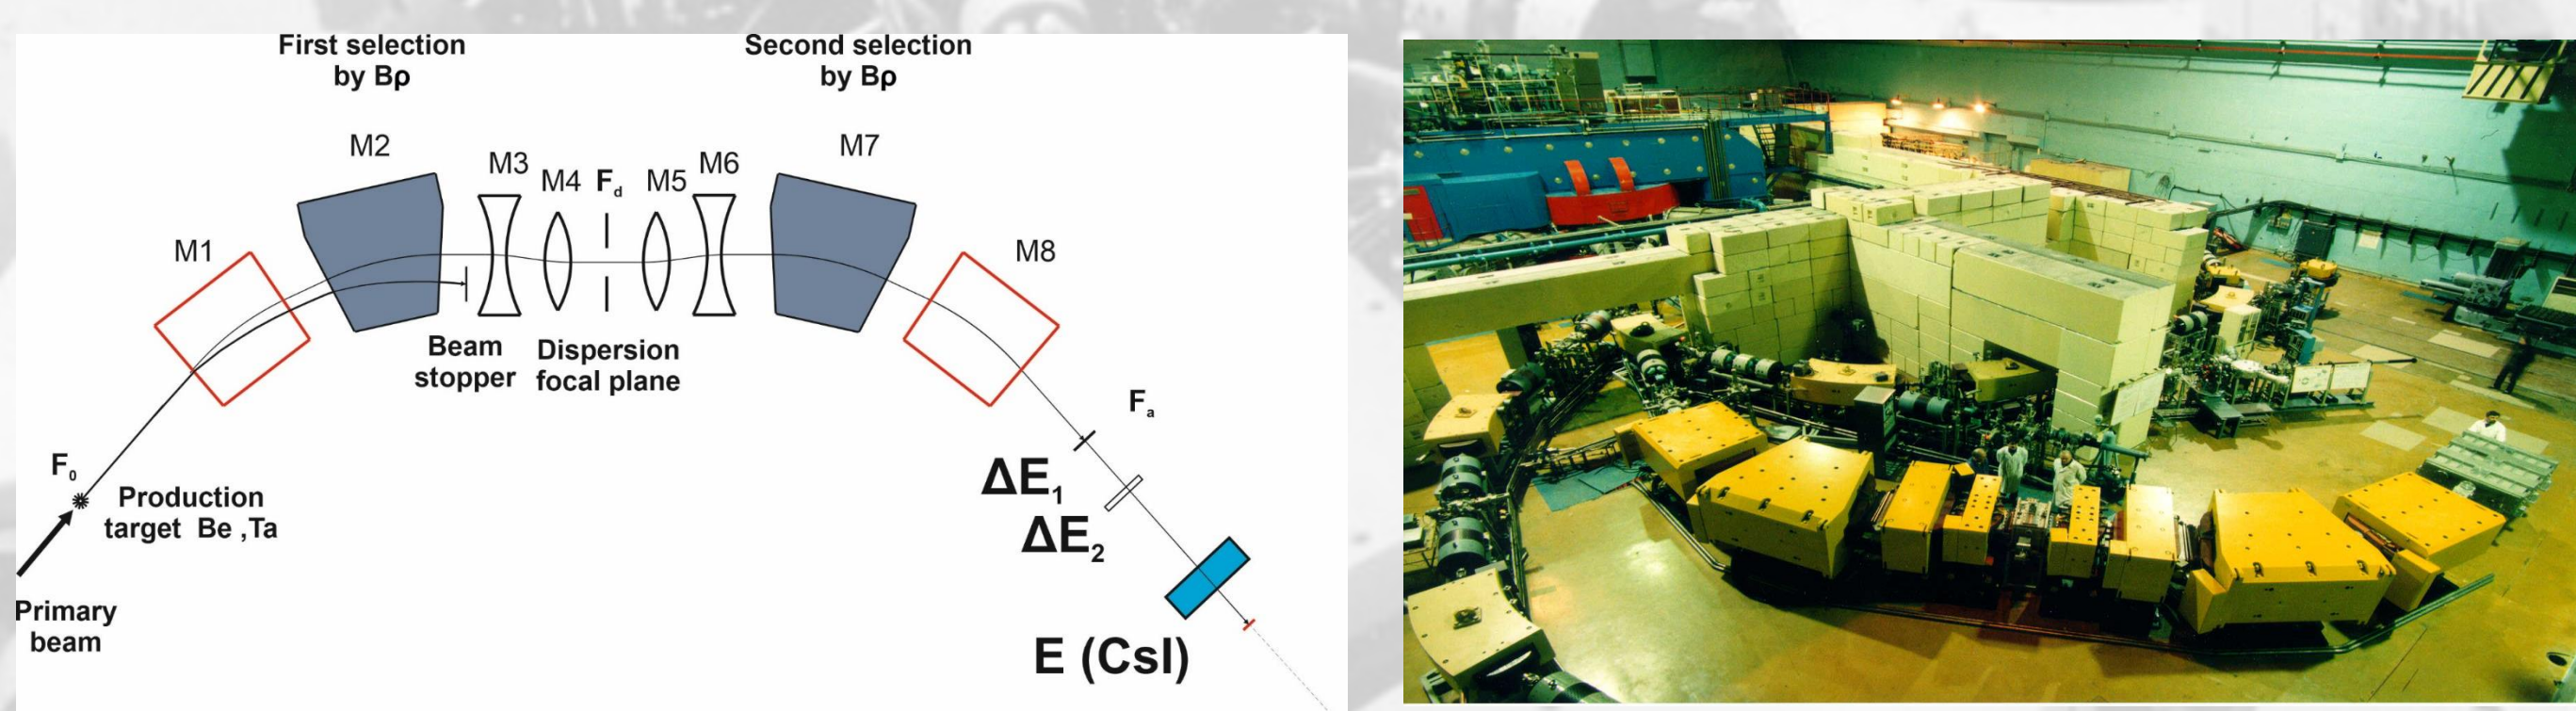 First selection
by Bρ
Second selection
by Bρ
M2
M7
M3
M6
M4
F_d
M5
M1
M8
Beam
stopper
Dispersion
focal plane
F_a
F_0
ΔE_1
Production
target Be ,Ta
ΔE_2
Primary
beam
E (CsI)